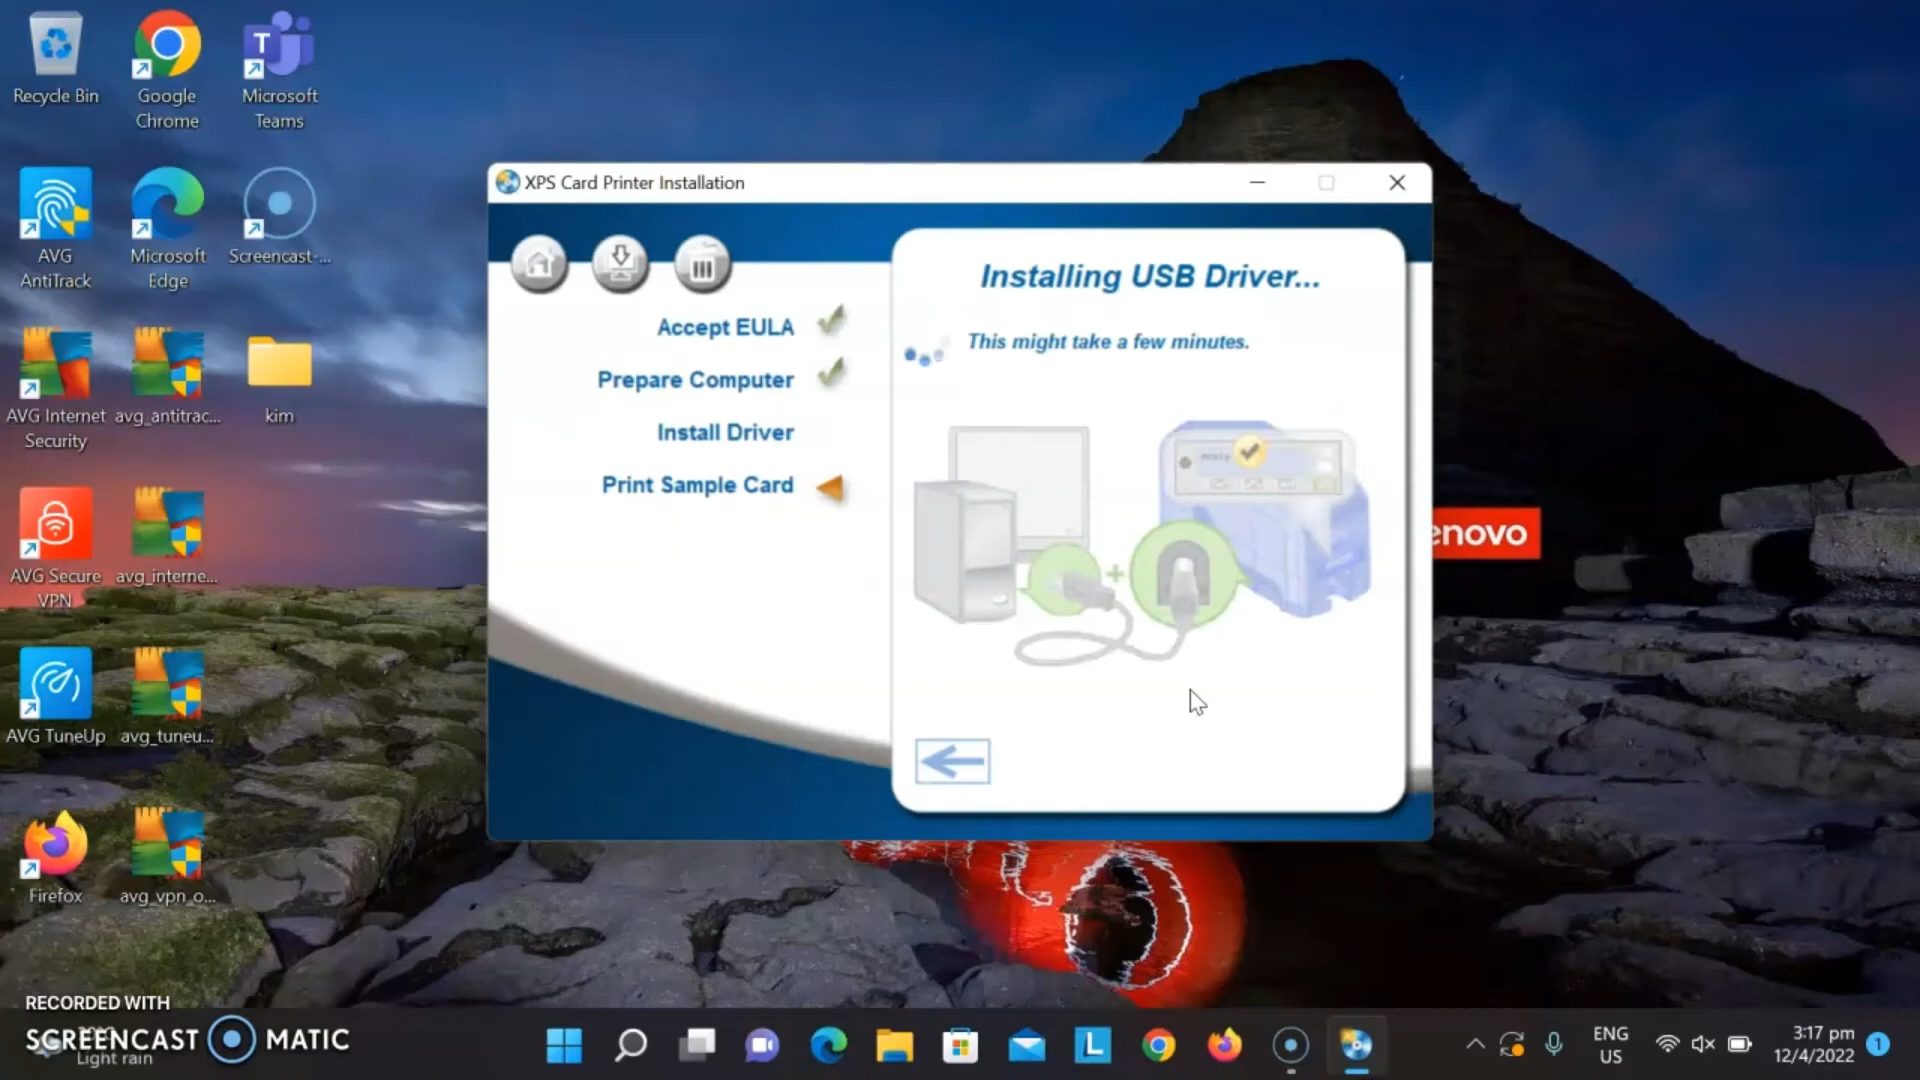 Recycle Bin
Google
Chrome
Microsoft
Teams
AVG
AntiTrack
Microsoft
Edge
Screencast-...
AVG Internet
Security
avg_antitrac...
kim
AVG Secure
VPN
avg_interne...
AVG TuneUp
avg_tuneu...
Firefox
avg_vpn_o...
XPS Card Printer Installation
Accept EULA
Prepare Computer
Install Driver
Print Sample Card
Installing USB Driver...
This might take a few minutes.
enovo
RECORDED WITH
SCREENCAST MATIC
Light rain
ENG
US
3:17 pm
12/4/2022
1